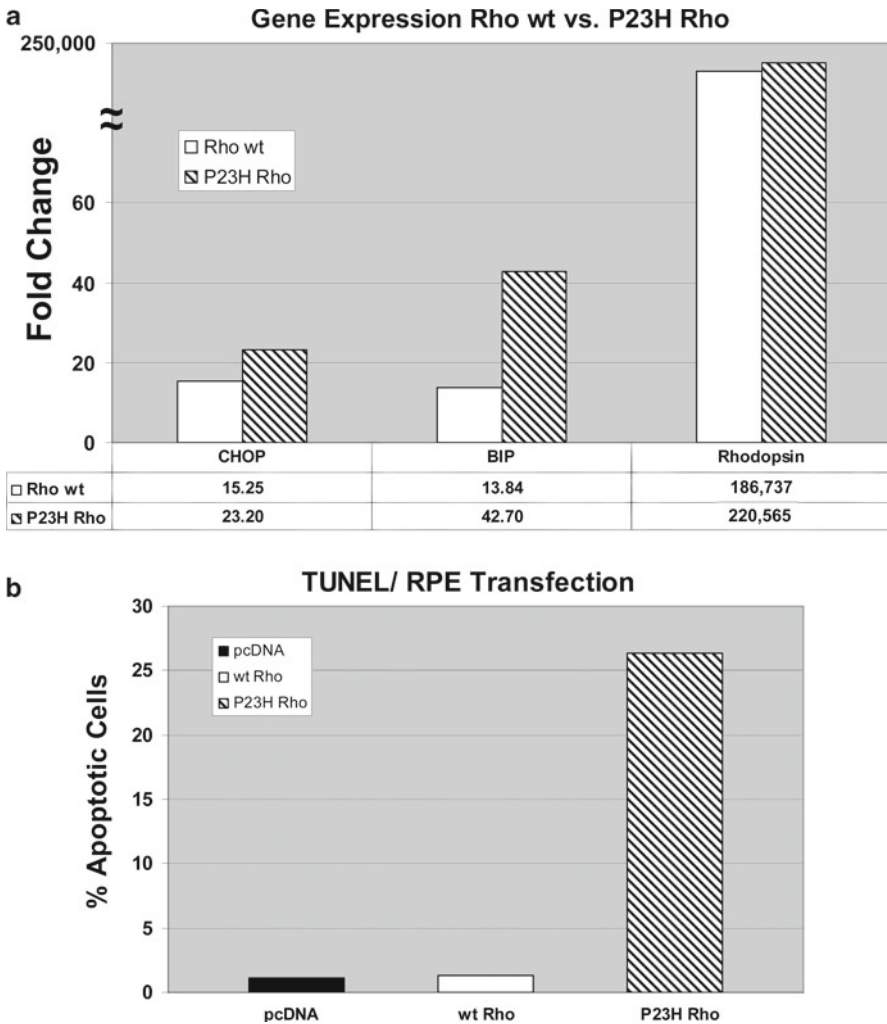 a
Gene Expression Rho wt vs. P23H Rho
250,000
≈
60
40
20
0
Fold Change
Rho wt
P23H Rho
CHOP BIP Rhodopsin
Rho wt 15.25 13.84 186,737
P23H Rho 23.20 42.70 220,565
b
TUNEL/ RPE Transfection
30
25
20
15
10
5
0
% Apoptotic Cells
pcDNA
wt Rho
P23H Rho
pcDNA wt Rho P23H Rho